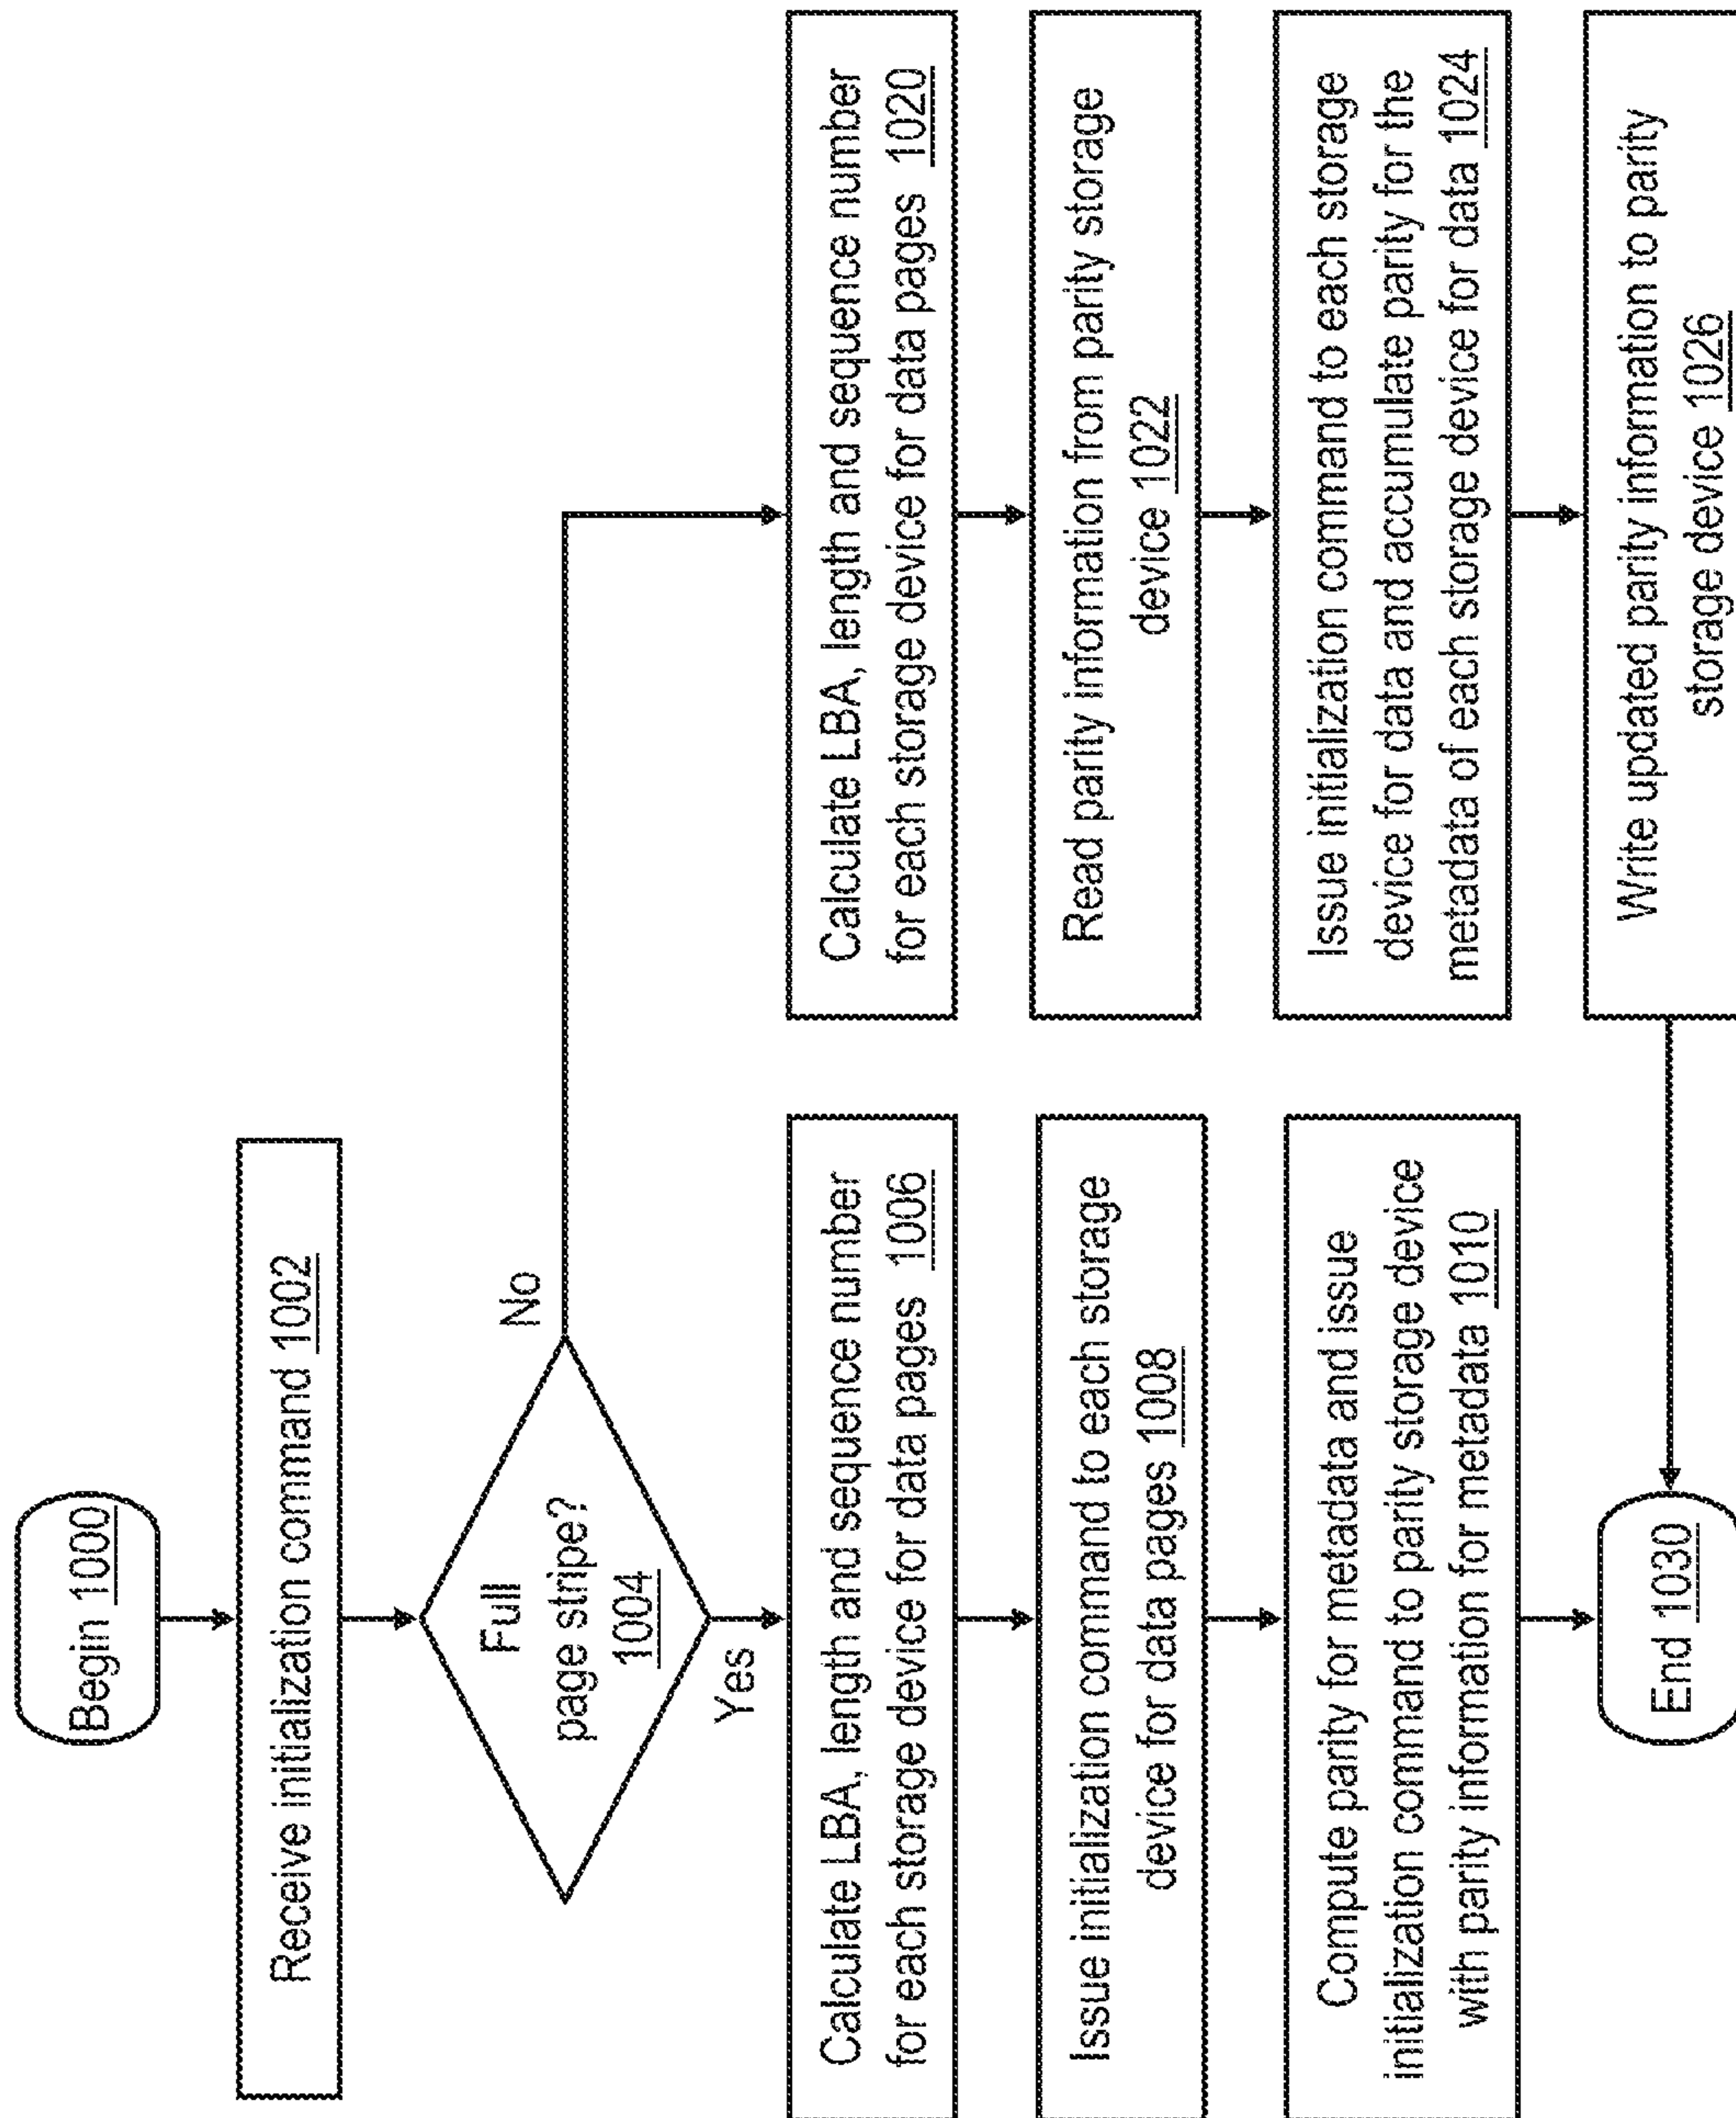 Begin 1000
Receive initialization command 1002
Full
page stripe?
1004
No
Yes
Calculate LBA, length and sequence number
for each storage device for data pages 1006
Issue initialization command to each storage
device for data pages 1008
Compute parity for metadata and issue
initialization command to parity storage device
with parity information for metadata 1010
Calculate LBA, length and sequence number
for each storage device for data pages 1020
Read parity information from parity storage
device 1022
Issue initialization command to each storage
device for data and accumulate parity for the
metadata of each storage device for data 1024
Write updated parity information to parity
storage device 1026
End 1030